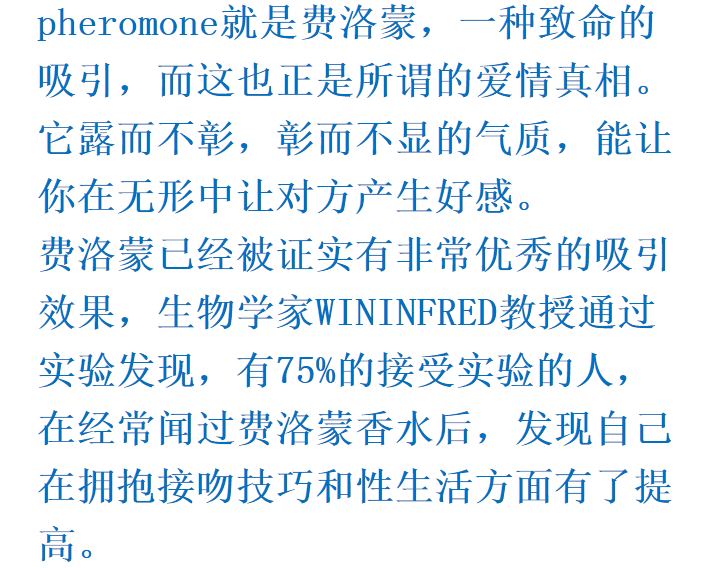 pheromone就是费洛蒙，一种致命的
吸引，而这也正是所谓的爱情真相。
它露而不彰，彰而不显的气质，能让
你在无形中让对方产生好感。
费洛蒙已经被证实有非常优秀的吸引
效果，生物学家WININFRED教授通过
实验发现，有75%的接受实验的人，
在经常闻过费洛蒙香水后，发现自己
在拥抱接吻技巧和性生活方面有了提
高。